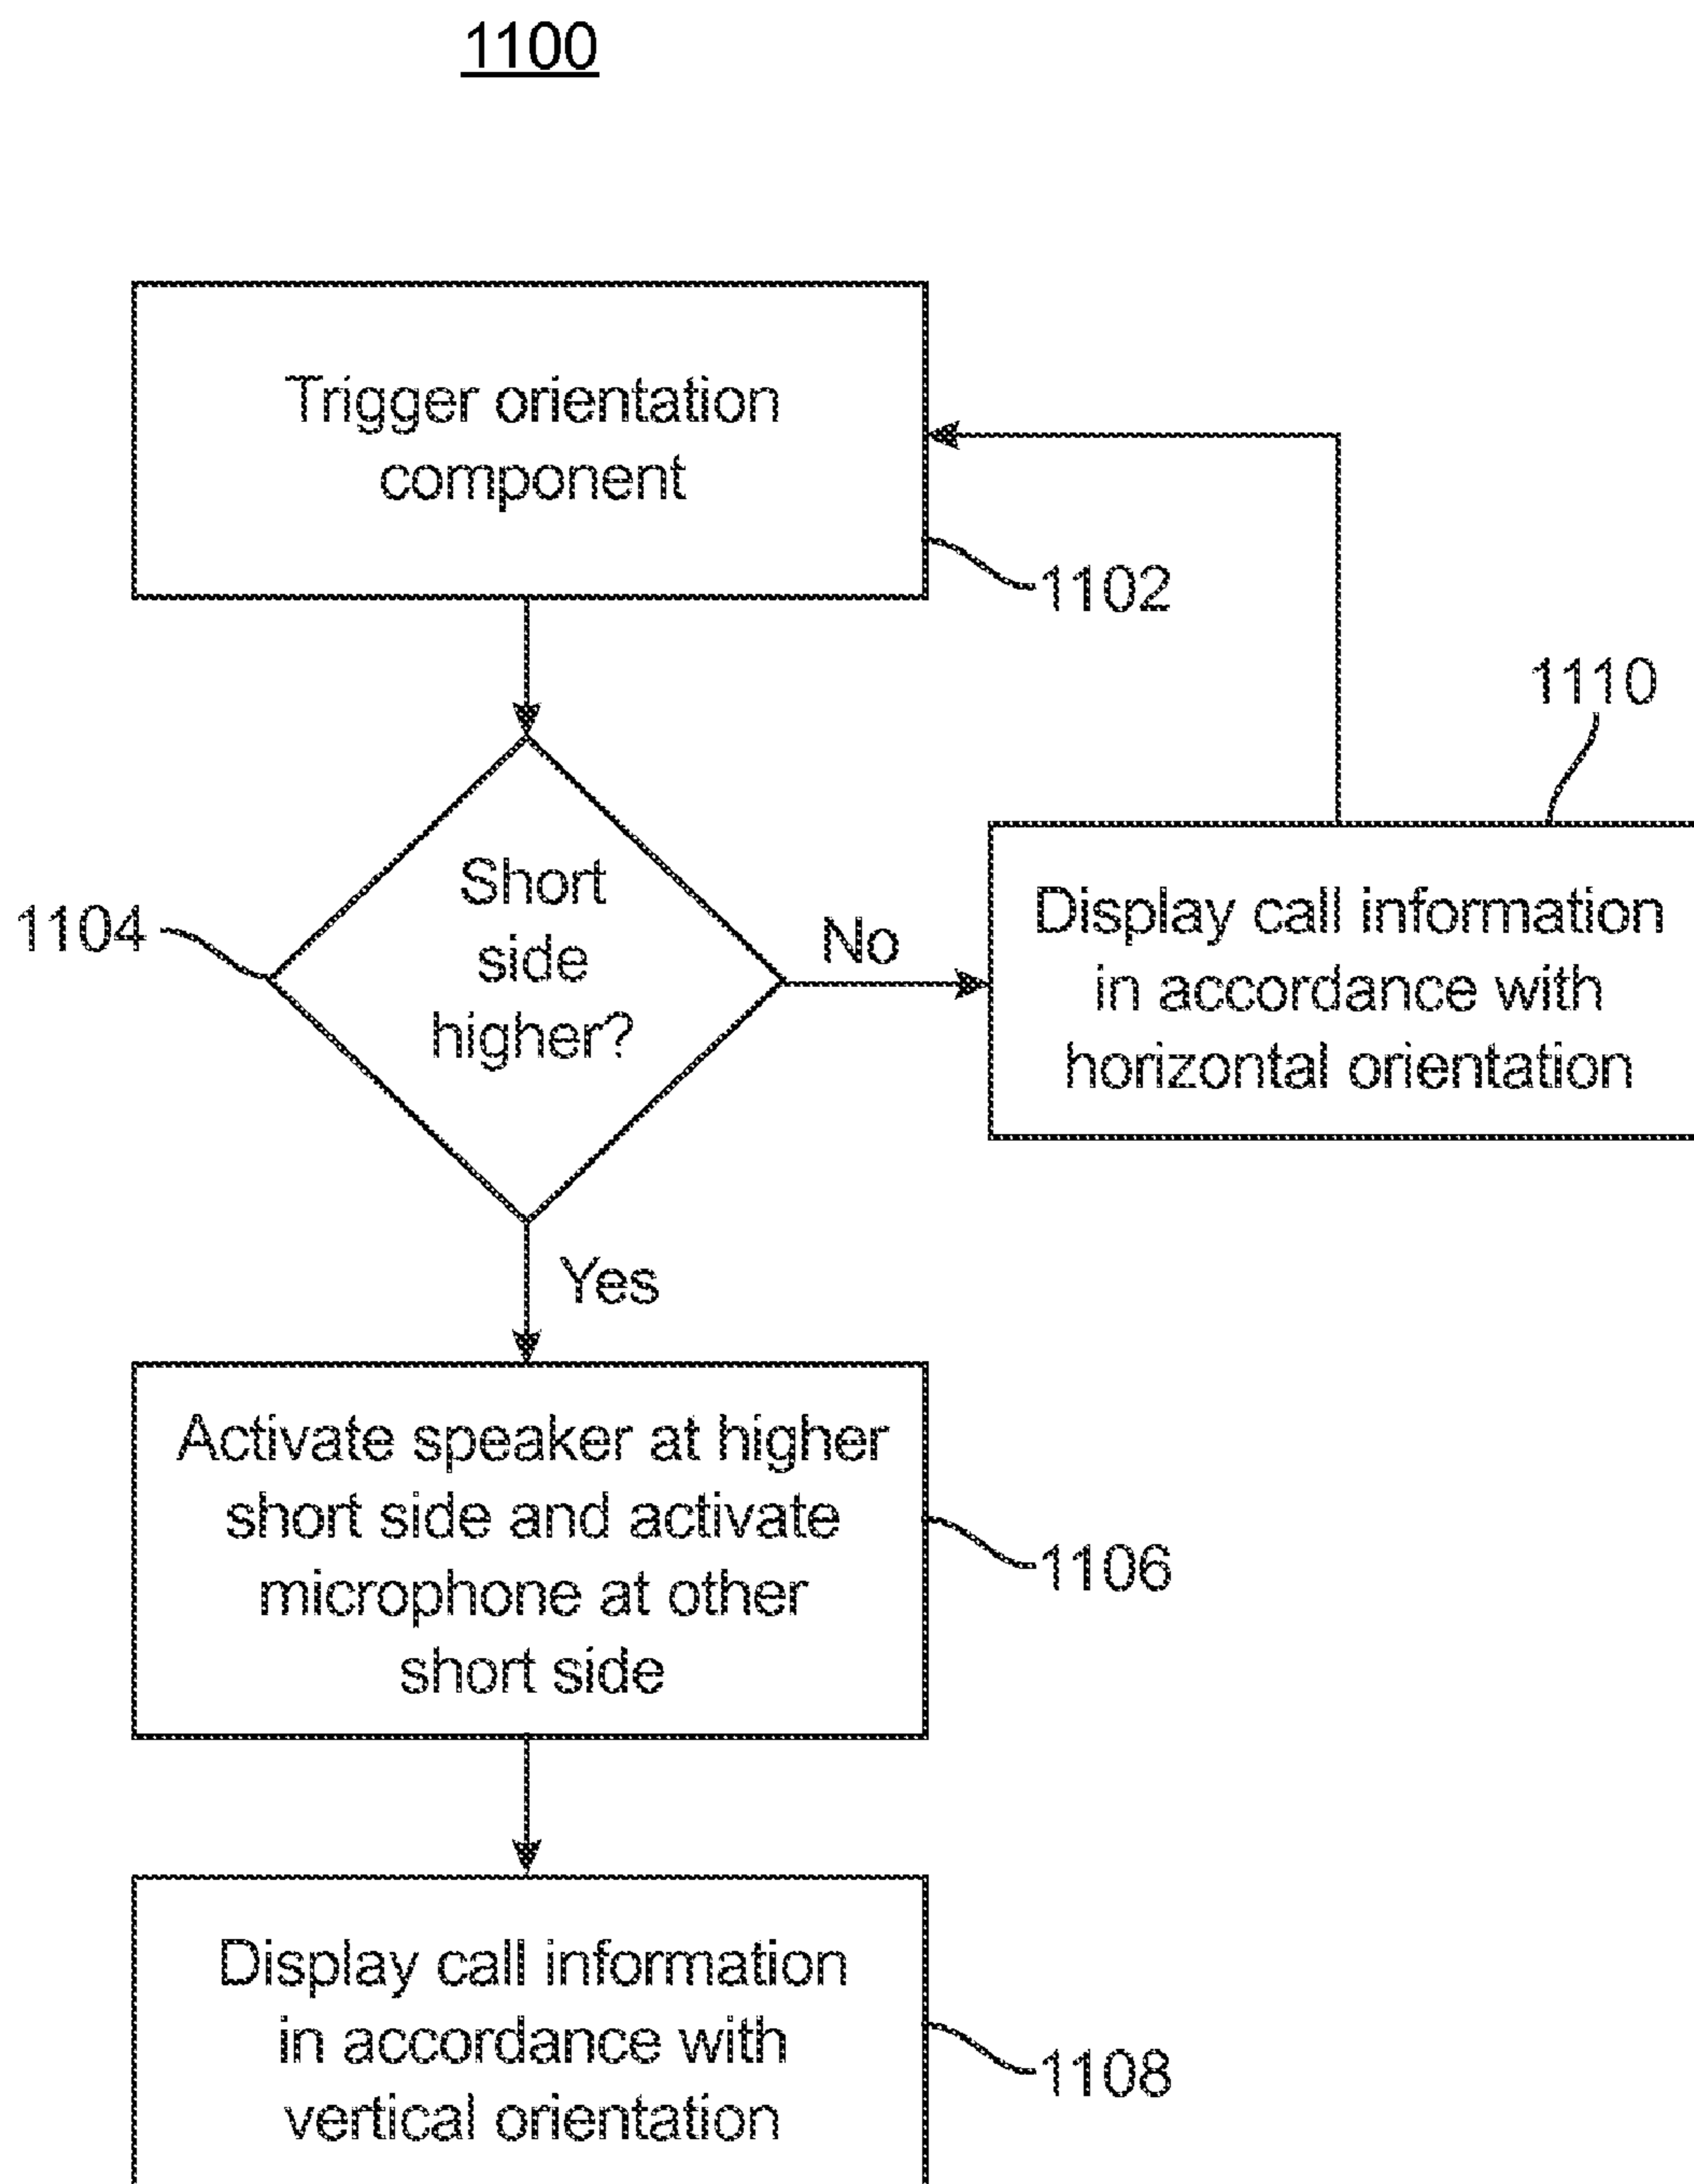 1100
Trigger orientation
component
1102
1110
Short
side
higher?
1104
No
Display call information
in accordance with
horizontal orientation
Yes
Activate speaker at higher
short side and activate
microphone at other
short side
1106
Display call information
in accordance with
vertical orientation
1108